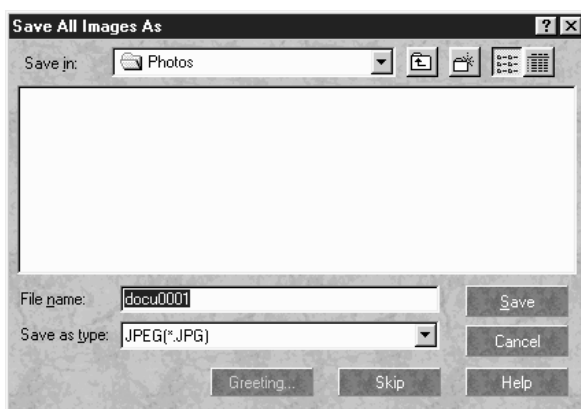 Save All Images As
Save in: Photos
File name: docu0001
Save
Save as type: JPEG(*.JPG)
Cancel
Greeting... Skip Help